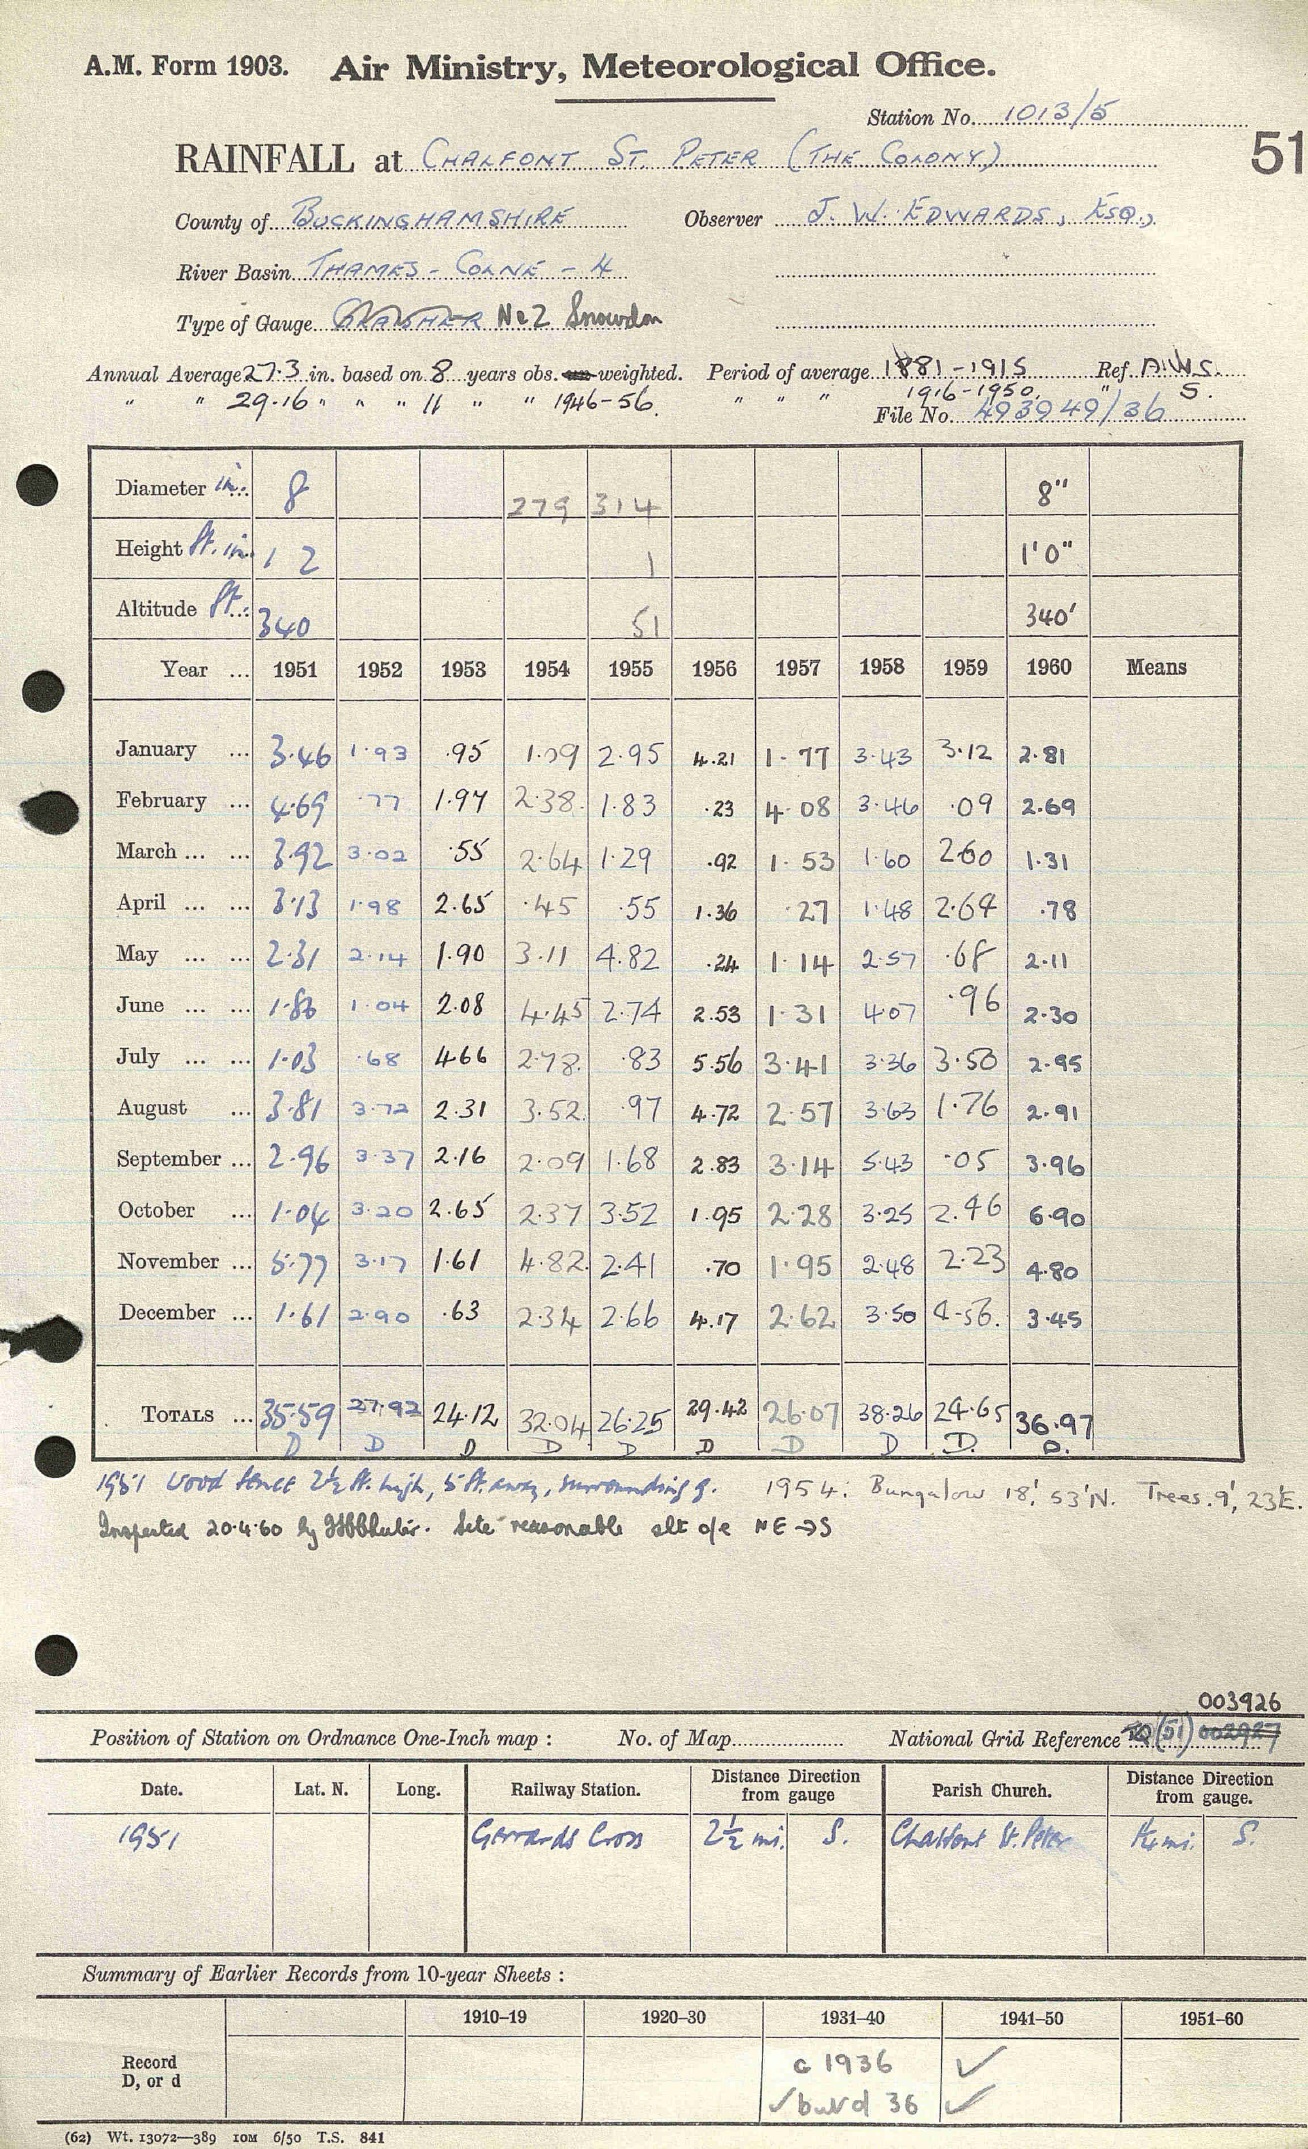 A.M. Form 1903. Air Ministry, Meteorological Office.
Station No. 1013/5
51
RAINFALL at CHALFONT ST. PETER (THE COLONY)
County of BUCKINGHAMSHIRE Observer J. W. EDWARDS, ESQ.,
River Basin THAMES - COLNE - 4
Type of Gauge GLAISHER No 2 Snowdon
Annual Average 27.3 in. based on 8 years obs. weighted. Period of average 1881-1915 Ref. A.W.S.
" " 29.16 " " " 11 " " 1946-56. " " " 1916-1950. " S.
File No. 493949/36
Diameter in. 8 279 314 8"
Height ft. in. 1 2 1 1'0"
Altitude ft. 340 51 340'
Year ... 1951 1952 1953 1954 1955 1956 1957 1958 1959 1960 Means
January ... 3.46 1.93 .95 1.09 2.95 4.21 1.77 3.43 3.12 2.81
February ... 4.69 .77 1.97 2.38 1.83 .23 4.08 3.46 .09 2.69
March ... ... 3.92 3.02 .55 2.64 1.29 .92 1.53 1.60 2.60 1.31
April ... ... 3.13 1.98 2.65 .45 .55 1.36 .27 1.48 2.64 .78
May ... ... 2.31 2.14 1.90 3.11 4.82 .24 1.14 2.57 .68 2.11
June ... ... 1.86 1.04 2.08 4.45 2.74 2.53 1.31 4.07 .96 2.30
July ... ... 1.03 .68 4.66 2.78 .83 5.56 3.41 3.36 3.50 2.95
August ... 3.81 3.72 2.31 3.52 .97 4.72 2.57 3.63 1.76 2.91
September ... 2.96 3.37 2.16 2.09 1.68 2.83 3.14 5.43 .05 3.96
October ... 1.04 3.20 2.65 2.37 3.52 1.95 2.28 3.25 2.46 6.90
November ... 5.77 3.17 1.61 4.82 2.41 .70 1.95 2.48 2.23 4.80
December ... 1.61 2.90 .63 2.34 2.66 4.17 2.62 3.50 4.56 3.45
TOTALS ... 35.59 27.92 24.12 32.04 26.25 29.42 26.07 38.26 24.65 36.97
D D D D D D D D D. D.
1951 Wood fence 2½ ft. high, 5 ft. away, surrounding g. 1954. Bungalow 18', 53'N. Trees. 9', 23'E.
Inspected 20.4.60 by Site reasonable slt o/e NE → S
003926
Position of Station on Ordnance One-Inch map : No. of Map National Grid Reference (51) 002927
Date. Lat. N. Long. Railway Station. Distance Direction from gauge Parish Church. Distance Direction from gauge.
1951 Gerrards Cross 2½ mi. S. Chalfont St. Peter 1¼ mi. S.
Summary of Earlier Records from 10-year Sheets :
1910–19 1920–30 1931–40 1941–50 1951–60
Record c 1936 ✓
D, or d ✓ but d 36 ✓
(62) Wt. 13072—389 10M 6/50 T.S. 841